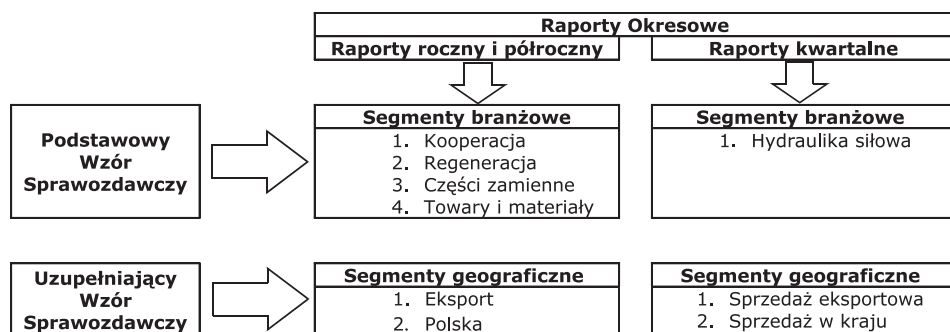 Raporty Okresowe
Raporty roczny i półroczny
Raporty kwartalne
Podstawowy
Wzór
Sprawozdawczy
Segmenty branżowe
1. Kooperacja
2. Regeneracja
3. Części zamienne
4. Towary i materiały
Segmenty branżowe
1. Hydraulika siłowa
Uzupełniający
Wzór
Sprawozdawczy
Segmenty geograficzne
1. Eksport
2. Polska
Segmenty geograficzne
1. Sprzedaż eksportowa
2. Sprzedaż w kraju